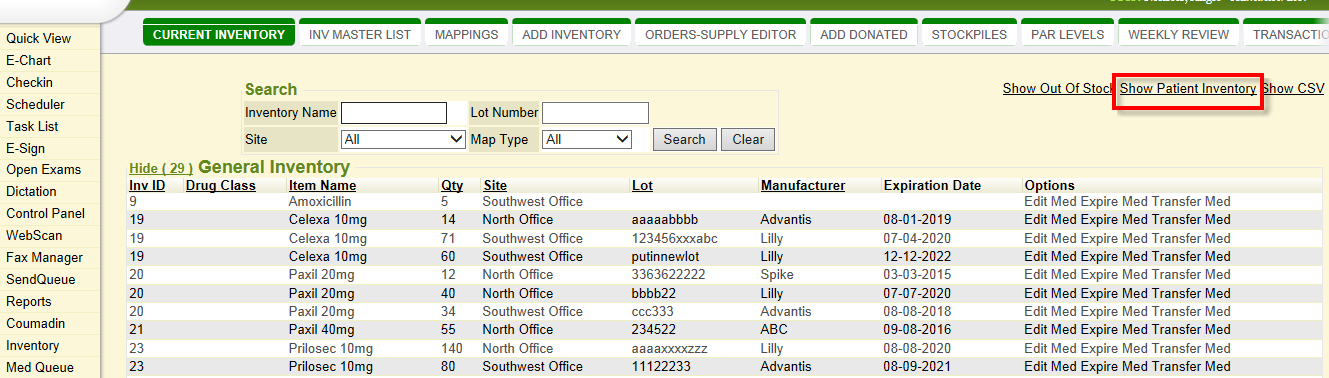 CURRENT INVENTORY INV MASTER LIST MAPPINGS ADD INVENTORY ORDERS-SUPPLY EDITOR ADD DONATED STOCKPILES PAR LEVELS WEEKLY REVIEW TRANSACTIO
Quick View
E-Chart
Checkin
Scheduler
Task List
E-Sign
Open Exams
Dictation
Control Panel
WebScan
Fax Manager
SendQueue
Reports
Coumadin
Inventory
Med Queue
Show Out Of Stock Show Patient Inventory Show CSV
Search
Inventory Name Lot Number
Site All Map Type All Search Clear
Hide ( 29 ) General Inventory
Inv ID Drug Class Item Name Qty Site Lot Manufacturer Expiration Date Options
9 Amoxicillin 5 Southwest Office Edit Med Expire Med Transfer Med
19 Celexa 10mg 14 North Office aaaaabbbb Advantis 08-01-2019 Edit Med Expire Med Transfer Med
19 Celexa 10mg 71 Southwest Office 123456xxxabc Lilly 07-04-2020 Edit Med Expire Med Transfer Med
19 Celexa 10mg 60 Southwest Office putinnewlot Lilly 12-12-2022 Edit Med Expire Med Transfer Med
20 Paxil 20mg 12 North Office 3363622222 Spike 03-03-2015 Edit Med Expire Med Transfer Med
20 Paxil 20mg 40 North Office bbbb22 Lilly 07-07-2020 Edit Med Expire Med Transfer Med
20 Paxil 20mg 34 Southwest Office ccc333 Advantis 08-08-2018 Edit Med Expire Med Transfer Med
21 Paxil 40mg 55 North Office 234522 ABC 09-08-2016 Edit Med Expire Med Transfer Med
23 Prilosec 10mg 140 North Office aaaaxxxxzzz Lilly 08-08-2020 Edit Med Expire Med Transfer Med
23 Prilosec 10mg 80 Southwest Office 11122233 Advantis 08-09-2021 Edit Med Expire Med Transfer Med